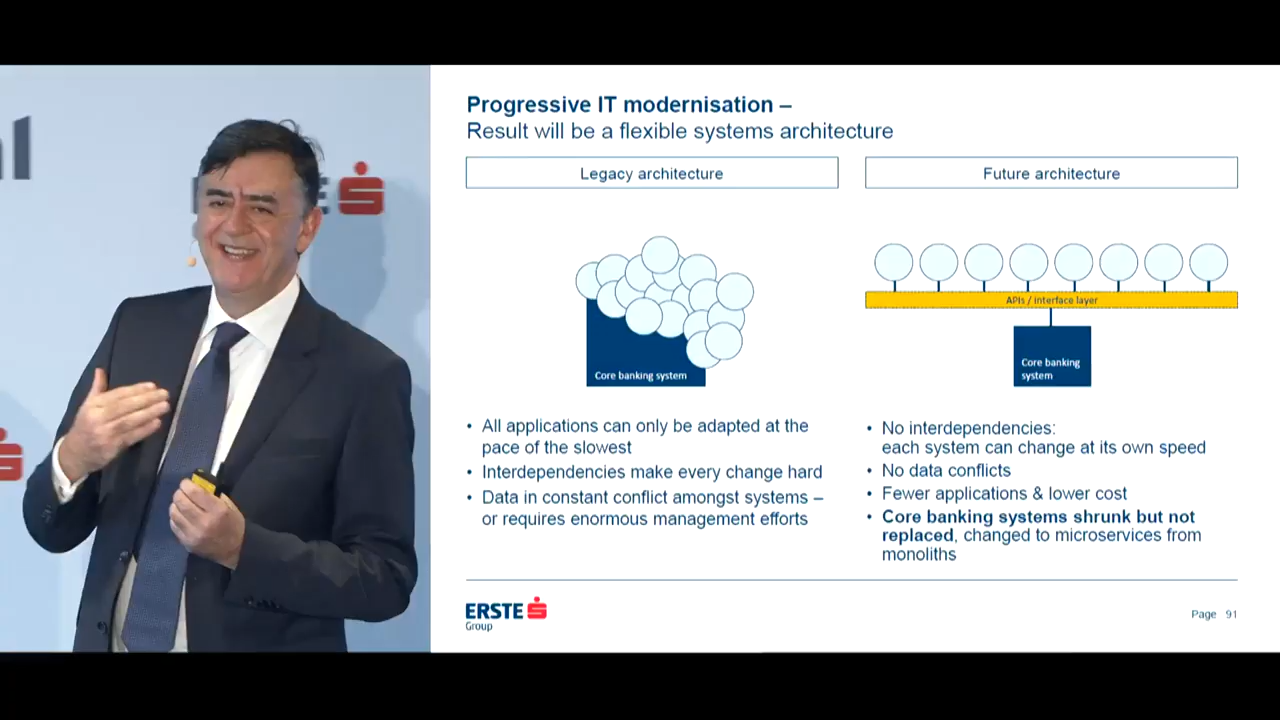 al
ERSTE
Progressive IT modernisation –
Result will be a flexible systems architecture
Legacy architecture
Core banking system
• All applications can only be adapted at the
pace of the slowest
• Interdependencies make every change hard
• Data in constant conflict amongst systems –
or requires enormous management efforts
Future architecture
APIs / interface layer
Core banking
system
• No interdependencies:
each system can change at its own speed
• No data conflicts
• Fewer applications & lower cost
• Core banking systems shrunk but not
replaced, changed to microservices from
monoliths
ERSTE
Group
Page 91